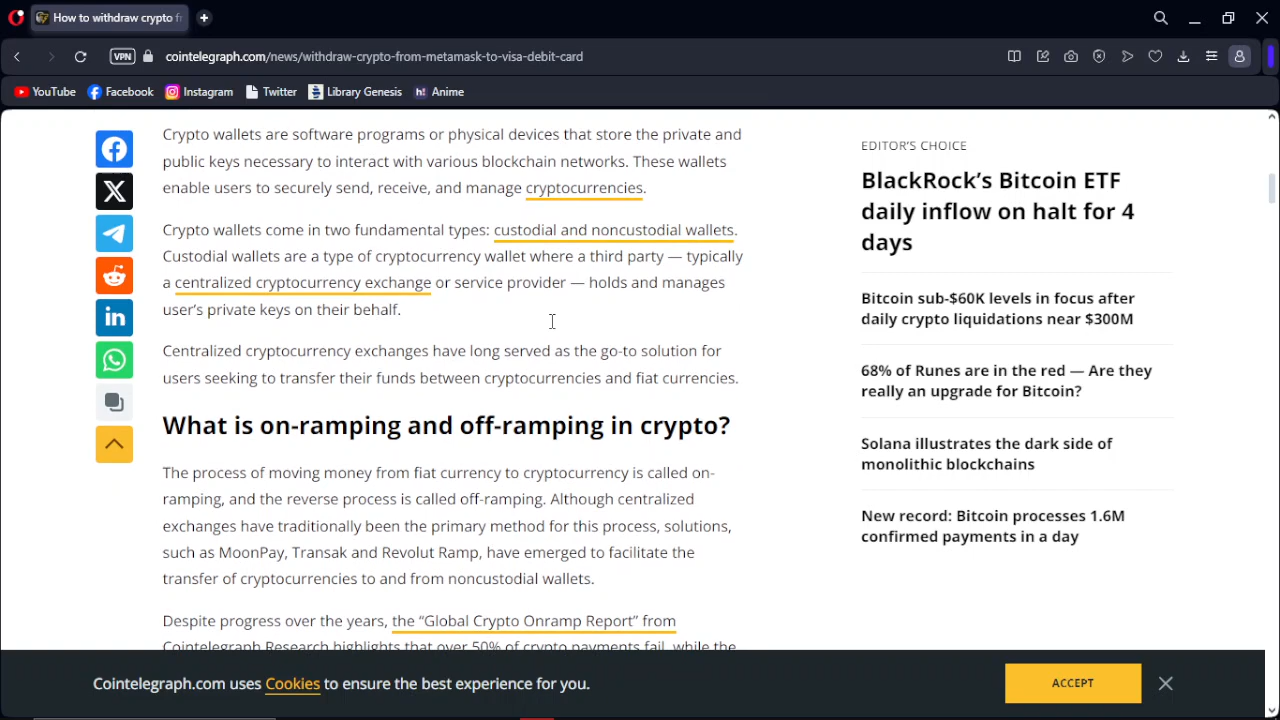 How to withdraw crypto fr
VPN
cointelegraph.com/news/withdraw-crypto-from-metamask-to-visa-debit-card
YouTube
Facebook
Instagram
Twitter
Library Genesis
h!
Anime
Crypto wallets are software programs or physical devices that store the private and
public keys necessary to interact with various blockchain networks. These wallets
enable users to securely send, receive, and manage cryptocurrencies.
Crypto wallets come in two fundamental types: custodial and noncustodial wallets.
Custodial wallets are a type of cryptocurrency wallet where a third party — typically
a centralized cryptocurrency exchange or service provider — holds and manages
user’s private keys on their behalf.
Centralized cryptocurrency exchanges have long served as the go-to solution for
users seeking to transfer their funds between cryptocurrencies and fiat currencies.
What is on-ramping and off-ramping in crypto?
The process of moving money from fiat currency to cryptocurrency is called on-
ramping, and the reverse process is called off-ramping. Although centralized
exchanges have traditionally been the primary method for this process, solutions,
such as MoonPay, Transak and Revolut Ramp, have emerged to facilitate the
transfer of cryptocurrencies to and from noncustodial wallets.
Despite progress over the years, the “Global Crypto Onramp Report” from
Cointelegraph Research highlights that over 50% of crypto payments fail, while the
EDITOR’S CHOICE
BlackRock’s Bitcoin ETF
daily inflow on halt for 4
days
Bitcoin sub-$60K levels in focus after
daily crypto liquidations near $300M
68% of Runes are in the red — Are they
really an upgrade for Bitcoin?
Solana illustrates the dark side of
monolithic blockchains
New record: Bitcoin processes 1.6M
confirmed payments in a day
Cointelegraph.com uses Cookies to ensure the best experience for you.
ACCEPT